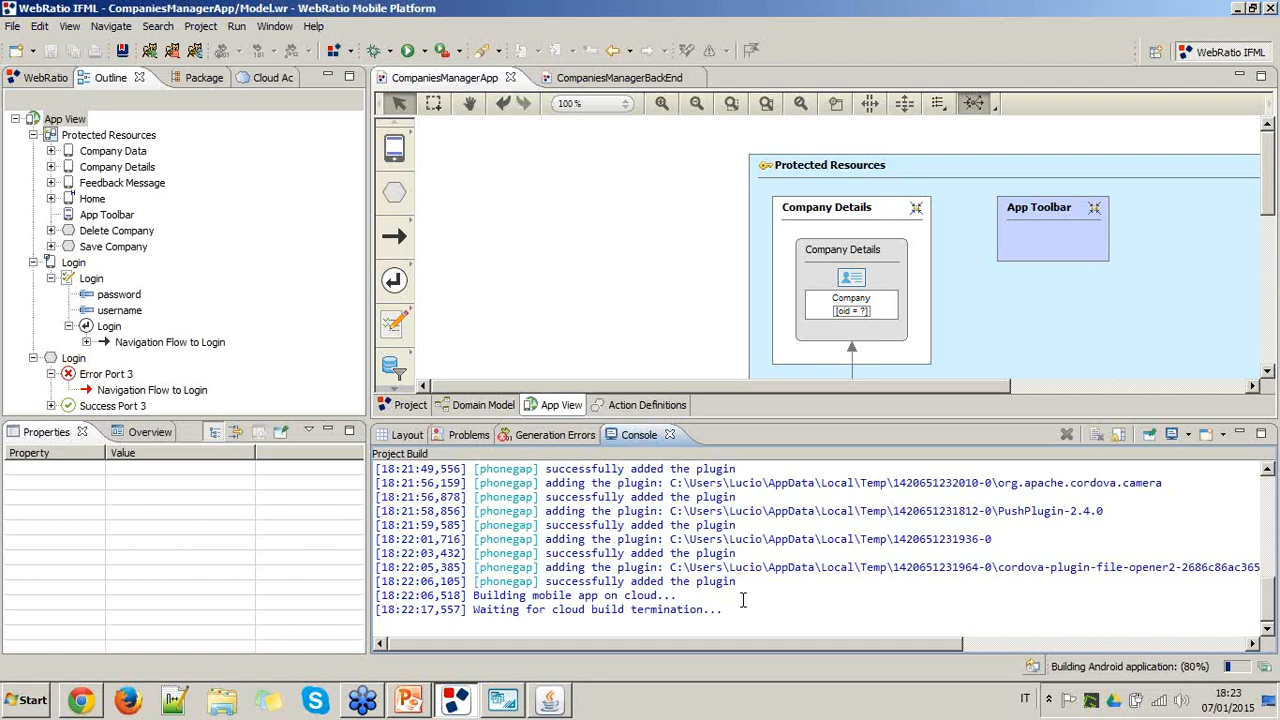 WebRatio IFML - CompaniesManagerApp/Model.wr - WebRatio Mobile Platform
File Edit View Navigate Search Project Run Window Help
WebRatio IFML
WebRatio Outline Package Cloud Ac
CompaniesManagerApp CompaniesManagerBackEnd
100 %
App View
Protected Resources
Company Data
Company Details
Feedback Message
Home
App Toolbar
Delete Company
Save Company
Login
Login
password
username
Login
Navigation Flow to Login
Login
Error Port 3
Navigation Flow to Login
Success Port 3
Protected Resources
Company Details
App Toolbar
Company Details
Company
[oid = ?]
Project Domain Model App View Action Definitions
Properties Overview
Property Value
Layout Problems Generation Errors Console
Project Build
[18:21:49,556] [phonegap] successfully added the plugin
[18:21:56,159] [phonegap] adding the plugin: C:\Users\Lucio\AppData\Local\Temp\1420651232010-0\org.apache.cordova.camera
[18:21:56,878] [phonegap] successfully added the plugin
[18:21:58,856] [phonegap] adding the plugin: C:\Users\Lucio\AppData\Local\Temp\1420651231812-0\PushPlugin-2.4.0
[18:21:59,585] [phonegap] successfully added the plugin
[18:22:01,716] [phonegap] adding the plugin: C:\Users\Lucio\AppData\Local\Temp\1420651231936-0
[18:22:03,432] [phonegap] successfully added the plugin
[18:22:05,385] [phonegap] adding the plugin: C:\Users\Lucio\AppData\Local\Temp\1420651231964-0\cordova-plugin-file-opener2-2686c86ac365
[18:22:06,105] [phonegap] successfully added the plugin
[18:22:06,518] Building mobile app on cloud...
[18:22:17,557] Waiting for cloud build termination...
Building Android application: (80%)
Start
IT
18:23
07/01/2015